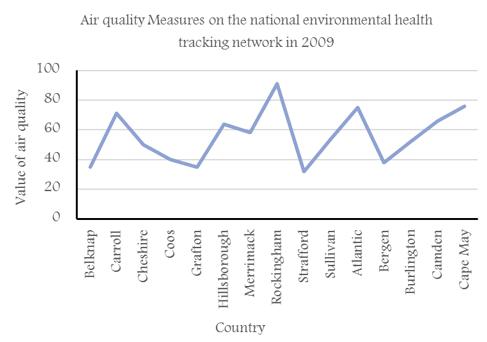 Air quality Measures on the national environmental health
tracking network in 2009
Value of air quality
100
80
60
40
20
0
Belknap
Carroll
Cheshire
Coos
Grafton
Hillsborough
Merrimack
Rockingham
Strafford
Sullivan
Atlantic
Bergen
Burlington
Camden
Cape May
Country